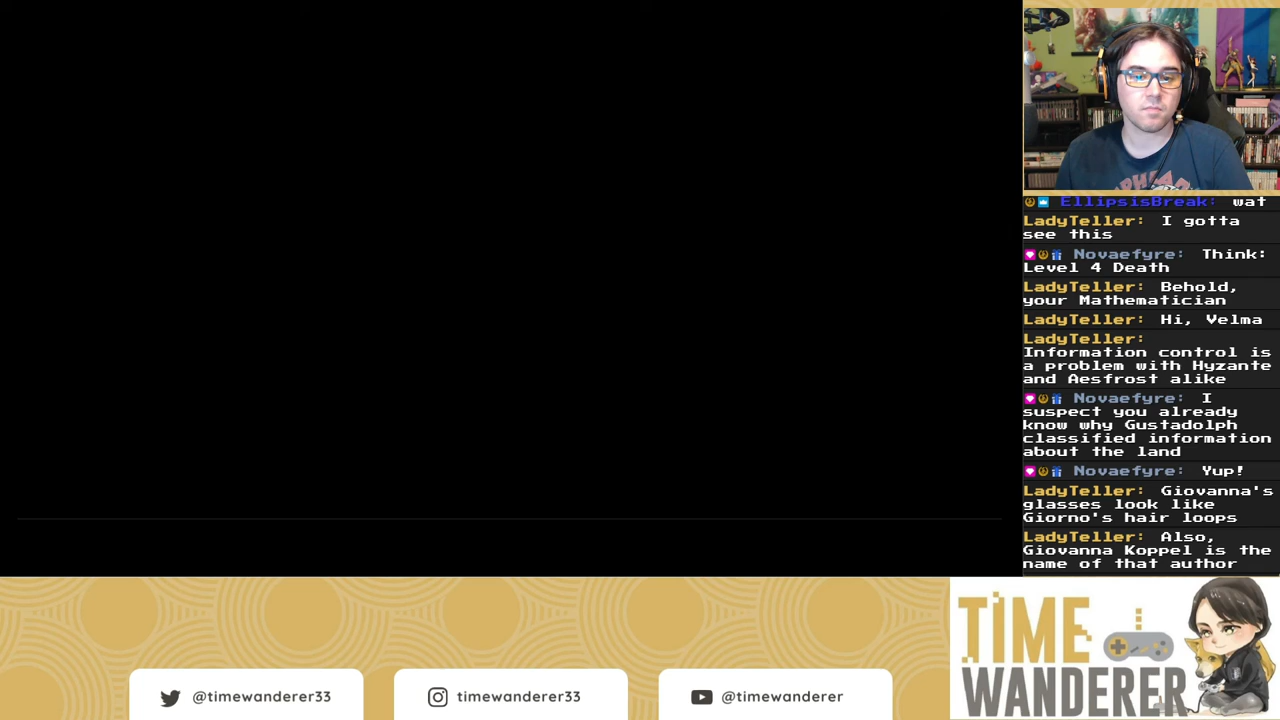 EllipsisBreak: wat
LadyTeller: I gotta
see this
Novaefyre: Think:
Level 4 Death
LadyTeller: Behold,
your Mathematician
LadyTeller: Hi, Velma
LadyTeller:
Information control is
a problem with Hyzante
and Aesfrost alike
Novaefyre: I
suspect you already
know why Gustadolph
classified information
about the land
Novaefyre: Yup!
LadyTeller: Giovanna's
glasses look like
Giorno's hair loops
LadyTeller: Also,
Giovanna Koppel is the
name of that author
TIME
WANDERER
@timewanderer33
timewanderer33
@timewanderer